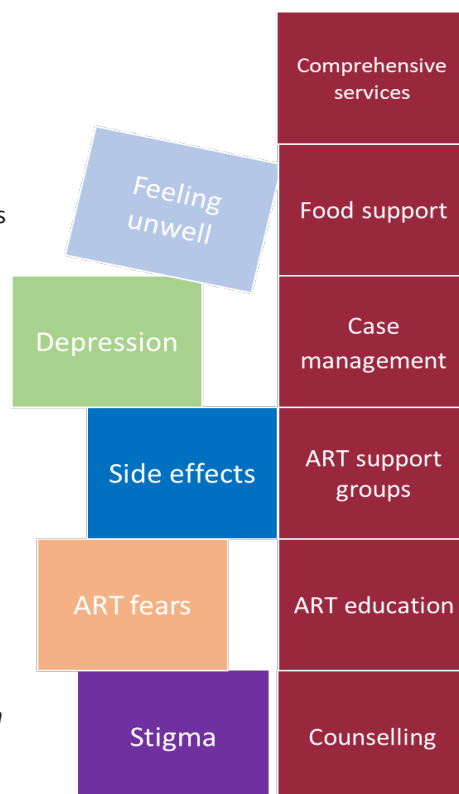 Comprehensive
services
Feeling
unwell
Food support
s
Depression
Case
management
Side effects
ART support
groups
ART fears
ART education
Stigma
Counselling